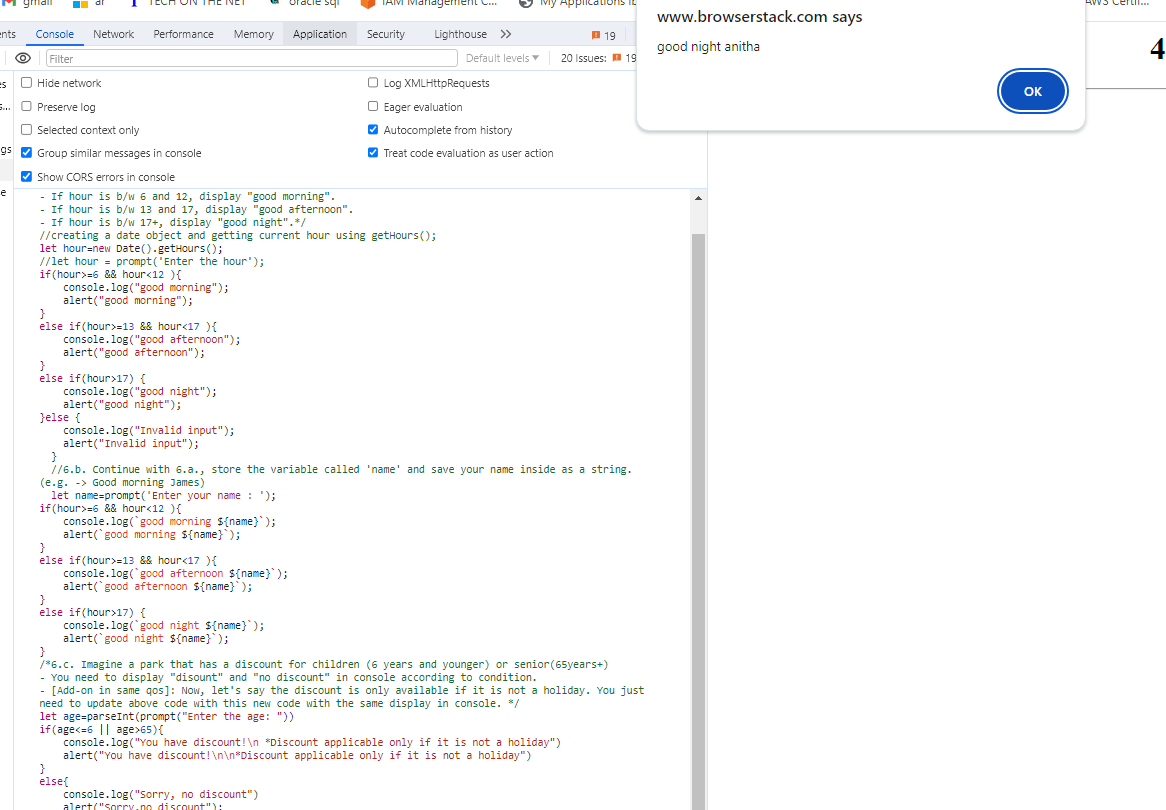 gmail
ar
TECH ON THE NET
oracle sql
IAM Management C...
My Applications
AWS Certif...
nts
Console
Network
Performance
Memory
Application
Security
Lighthouse
19
Filter
Default levels
20 Issues:
19
www.browserstack.com says
good night anitha
OK
4
es
Hide network
Log XMLHttpRequests
s...
Preserve log
Eager evaluation
Selected context only
Autocomplete from history
gs
Group similar messages in console
Treat code evaluation as user action
Show CORS errors in console
e
- If hour is b/w 6 and 12, display "good morning".
- If hour is b/w 13 and 17, display "good afternoon".
- If hour is b/w 17+, display "good night".*/
//creating a date object and getting current hour using getHours();
let hour=new Date().getHours();
//let hour = prompt('Enter the hour');
if(hour>=6 && hour<12 ){
console.log("good morning");
alert("good morning");
}
else if(hour>=13 && hour<17 ){
console.log("good afternoon");
alert("good afternoon");
}
else if(hour>17) {
console.log("good night");
alert("good night");
}else {
console.log("Invalid input");
alert("Invalid input");
}
//6.b. Continue with 6.a., store the variable called 'name' and save your name inside as a string.
(e.g. -> Good morning James)
let name=prompt('Enter your name : ');
if(hour>=6 && hour<12 ){
console.log(`good morning ${name}`);
alert(`good morning ${name}`);
}
else if(hour>=13 && hour<17 ){
console.log(`good afternoon ${name}`);
alert(`good afternoon ${name}`);
}
else if(hour>17) {
console.log(`good night ${name}`);
alert(`good night ${name}`);
}
/*6.c. Imagine a park that has a discount for children (6 years and younger) or senior(65years+)
- You need to display "disount" and "no discount" in console according to condition.
- [Add-on in same qos]: Now, let's say the discount is only available if it is not a holiday. You just
need to update above code with this new code with the same display in console. */
let age=parseInt(prompt("Enter the age: "))
if(age<=6 || age>65){
console.log("You have discount!\n *Discount applicable only if it is not a holiday")
alert("You have discount!\n\n*Discount applicable only if it is not a holiday")
}
else{
console.log("Sorry, no discount")
alert("Sorry,no discount");